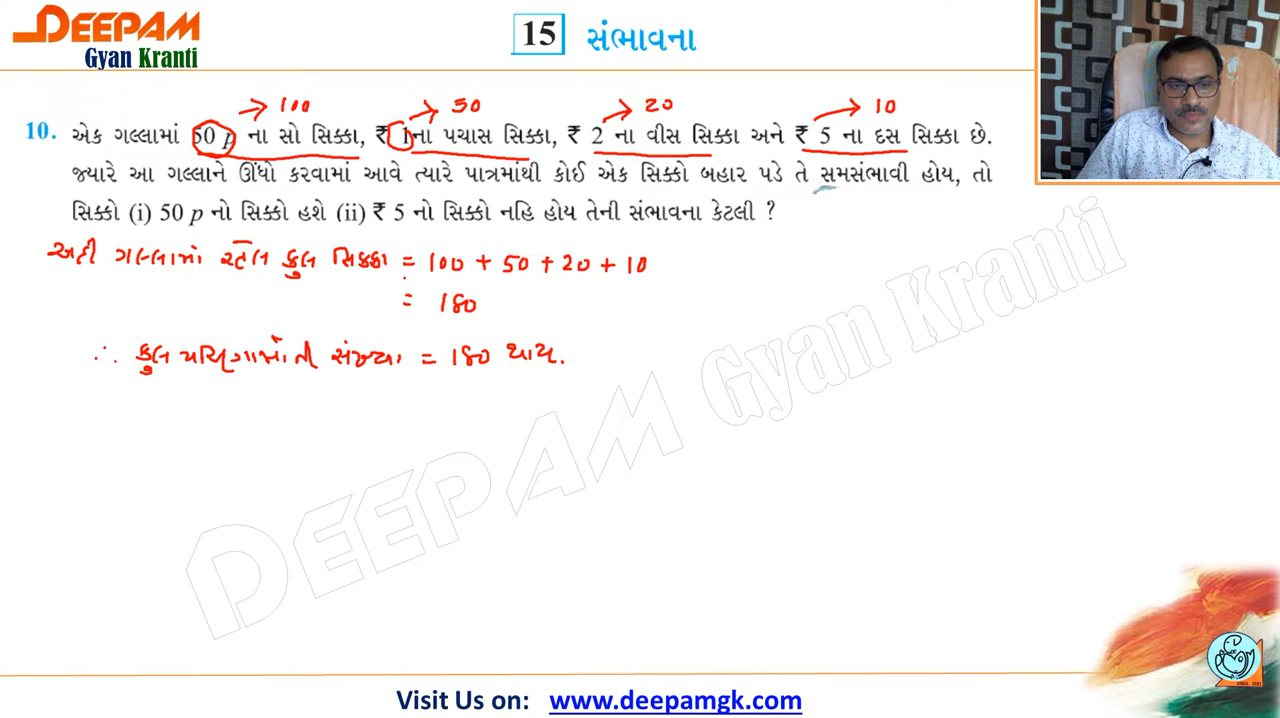 DEEPAM
Gyan Kranti
15 સંભાવના
100 50 20 10
10. એક ગલ્લામાં 50 p ના સો સિક્કા, ₹ 1ના પચાસ સિક્કા, ₹ 2 ના વીસ સિક્કા અને ₹ 5 ના દસ સિક્કા છે.
જ્યારે આ ગલ્લાને ઊંધો કરવામાં આવે ત્યારે પાત્રમાંથી કોઈ એક સિક્કો બહાર પડે તે સમસંભાવી હોય, તો
સિક્કો (i) 50 p નો સિક્કો હશે (ii) ₹ 5 નો સિક્કો નહિ હોય તેની સંભાવના કેટલી ?
અહી ગલ્લામાં રહેલ કુલ સિક્કા = 100 + 50 + 20 + 10
= 180
∴ કુલ પરિણામોની સંખ્યા = 180 થાય.
DEEPAM Gyan Kranti
Visit Us on: www.deepamgk.com